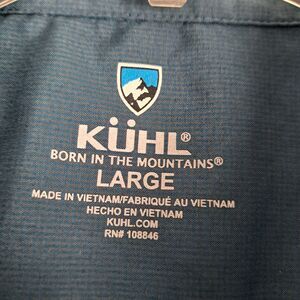 KÜHL®
BORN IN THE MOUNTAINS®
LARGE
MADE IN VIETNAM/FABRIQUÉ AU VIETNAM
HECHO EN VIETNAM
KUHL.COM
RN# 108846